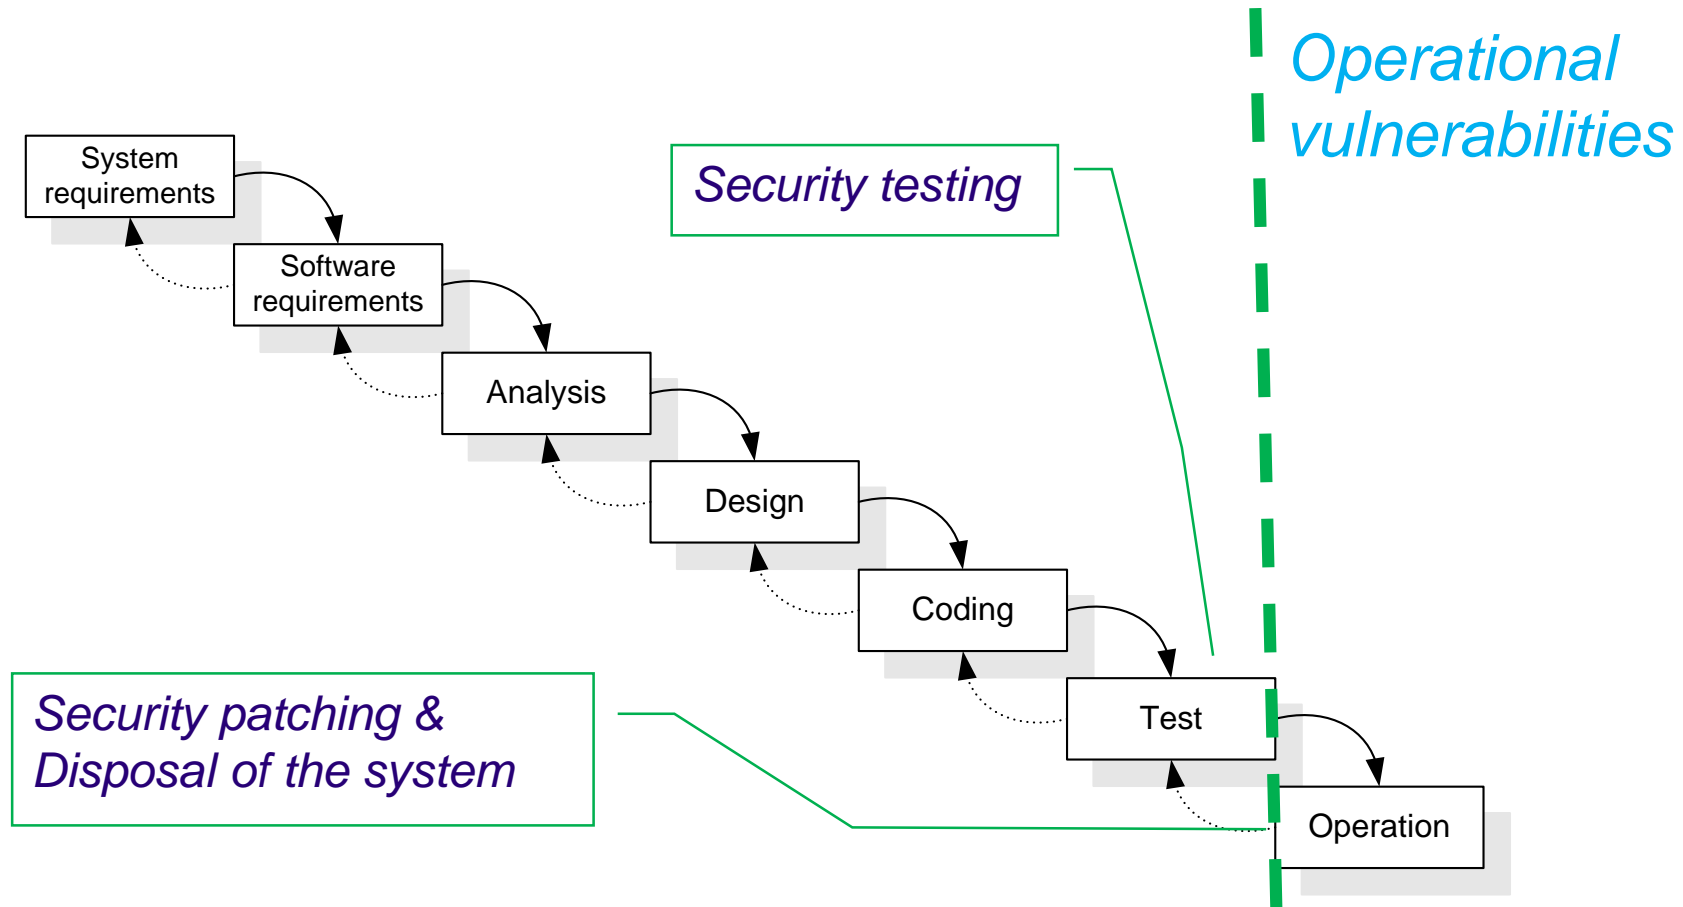 Operational
vulnerabilities
System
requirements
Security testing
Software
requirements
Analysis
Design
Coding
Security patching &
Disposal of the system
Test
Operation